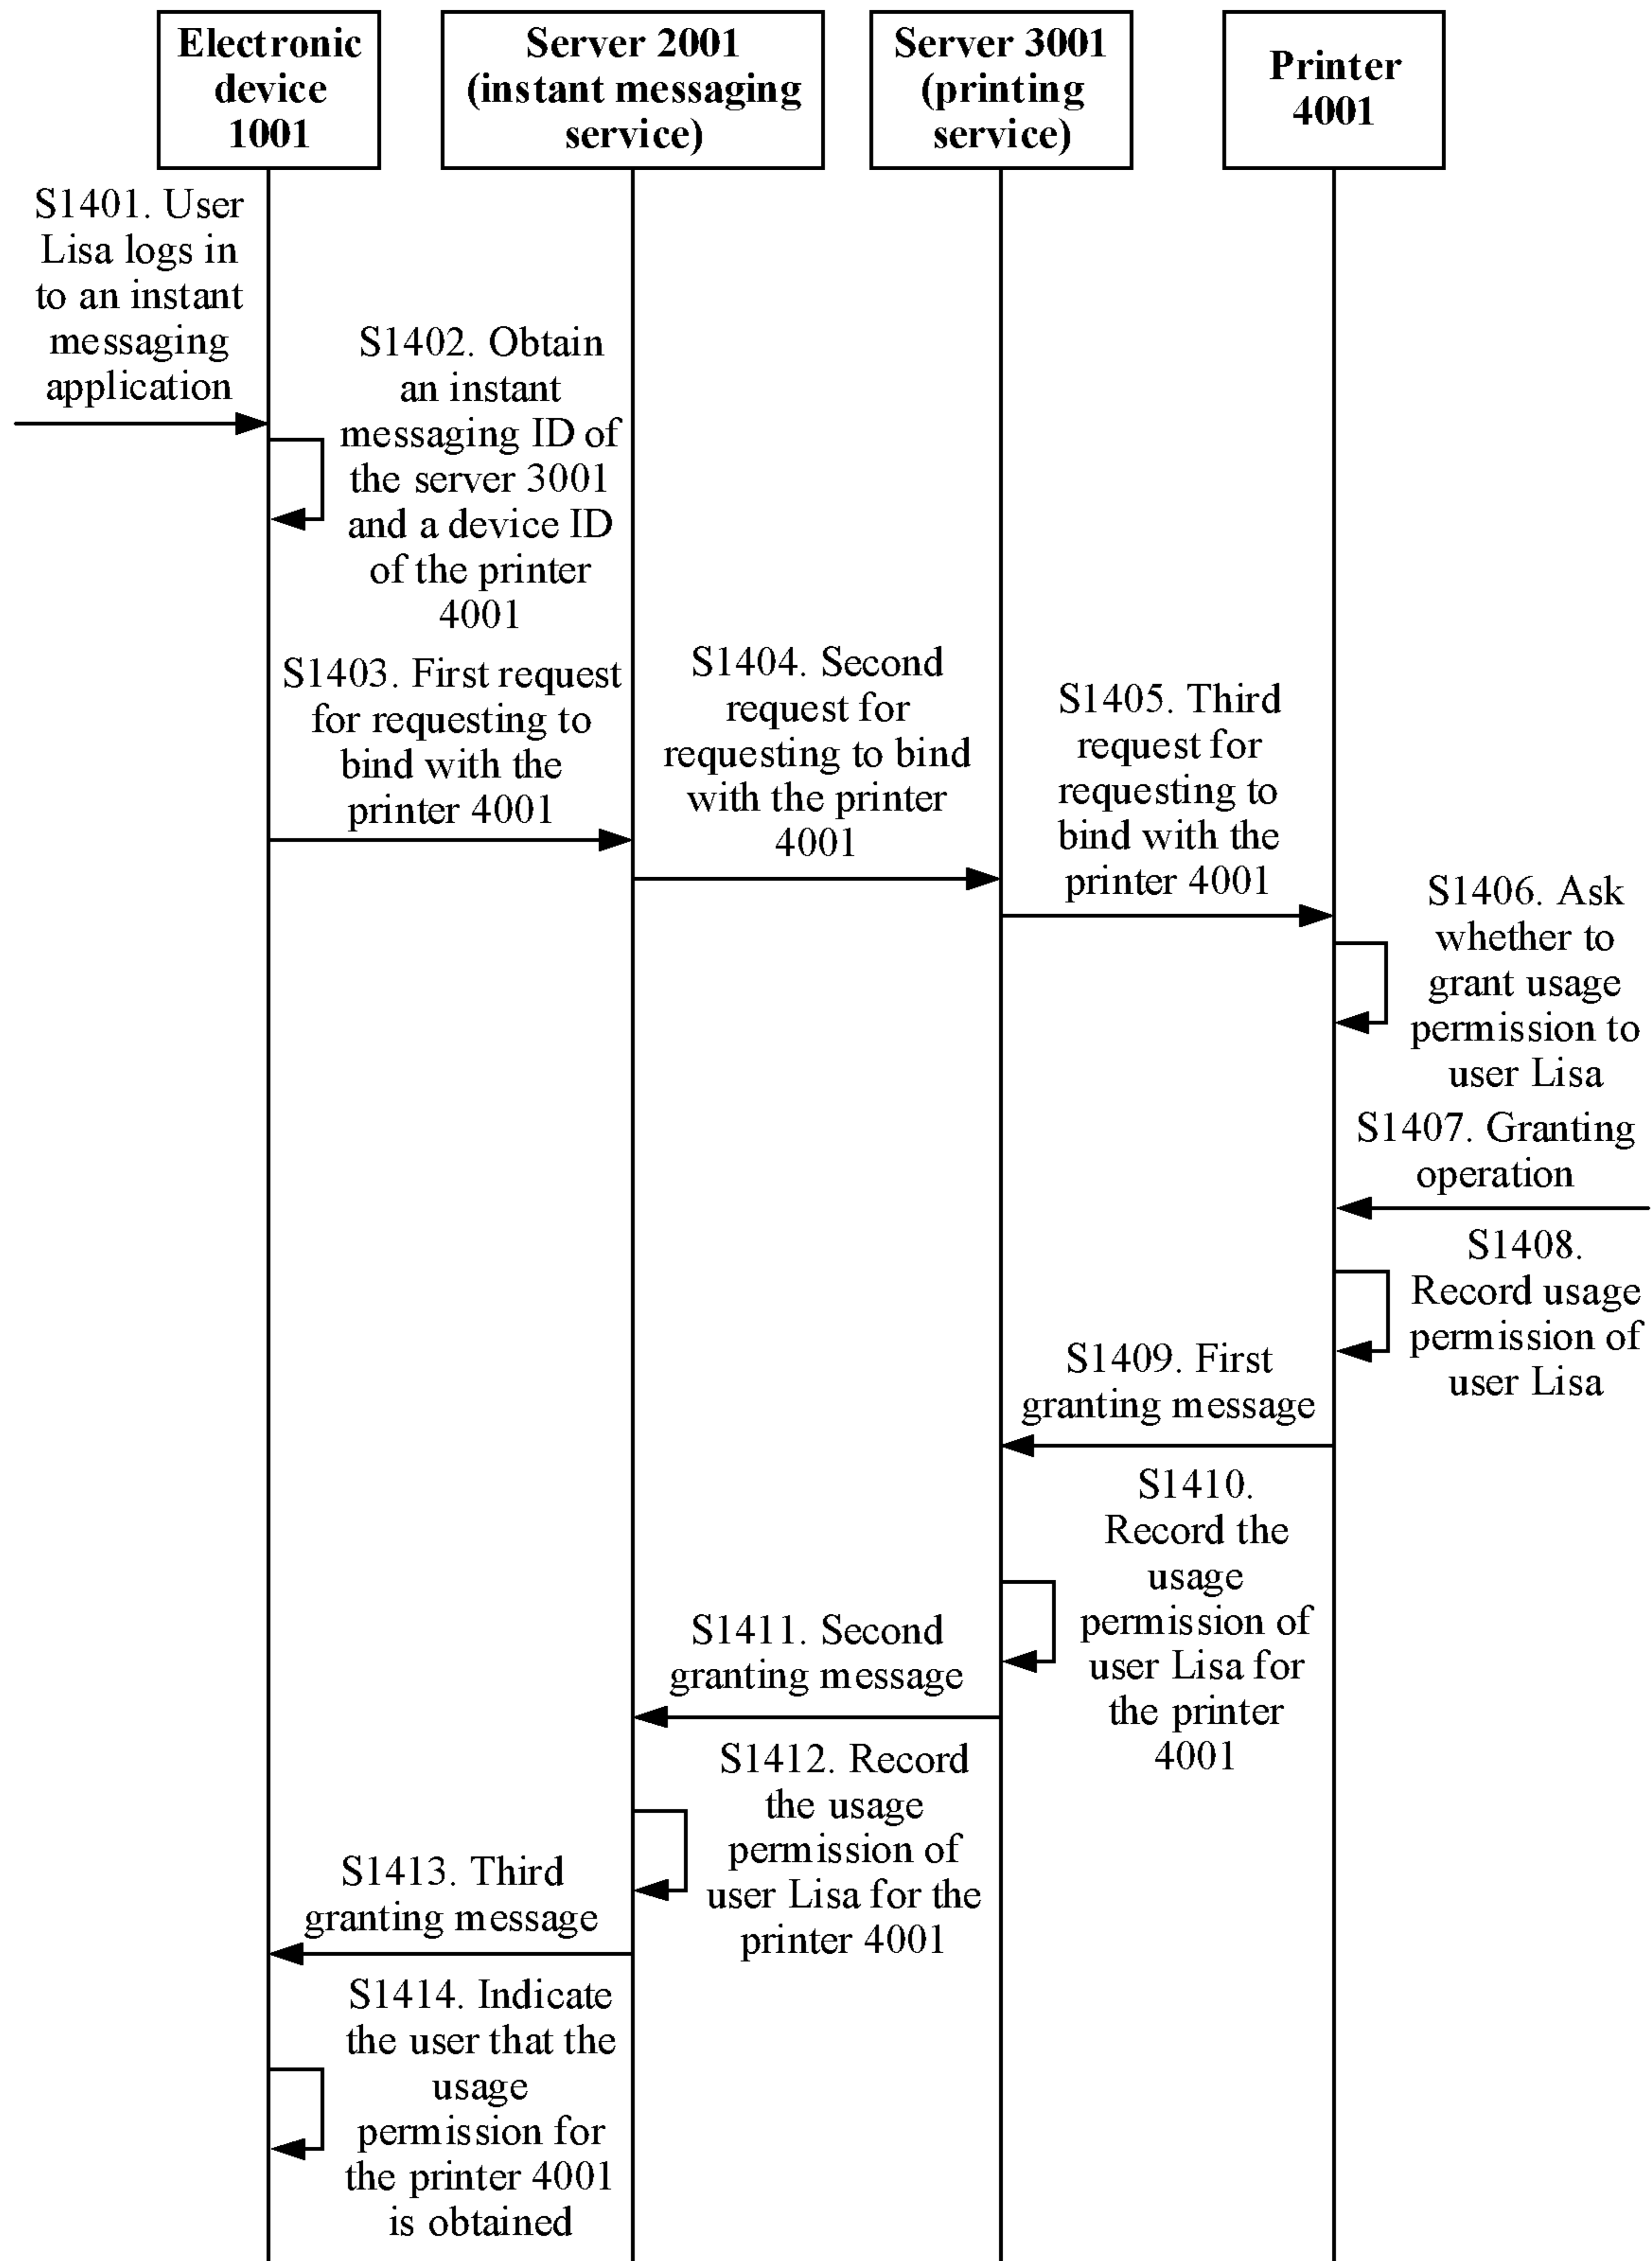 Electronic
device
1001
Server 2001
(instant messaging
service)
Server 3001
(printing
service)
Printer
4001
S1401. User
Lisa logs in
to an instant
messaging
application
S1402. Obtain
an instant
messaging ID of
the server 3001
and a device ID
of the printer
4001
S1403. First request
for requesting to
bind with the
printer 4001
S1404. Second
request for
requesting to bind
with the printer
4001
S1405. Third
request for
requesting to
bind with the
printer 4001
S1406. Ask
whether to
grant usage
permission to
user Lisa
S1407. Granting
operation
S1408.
Record usage
permission of
user Lisa
S1409. First
granting message
S1410.
Record the
usage
permission of
user Lisa for
the printer
4001
S1411. Second
granting message
S1412. Record
the usage
permission of
user Lisa for the
printer 4001
S1413. Third
granting message
S1414. Indicate
the user that the
usage
permission for
the printer 4001
is obtained